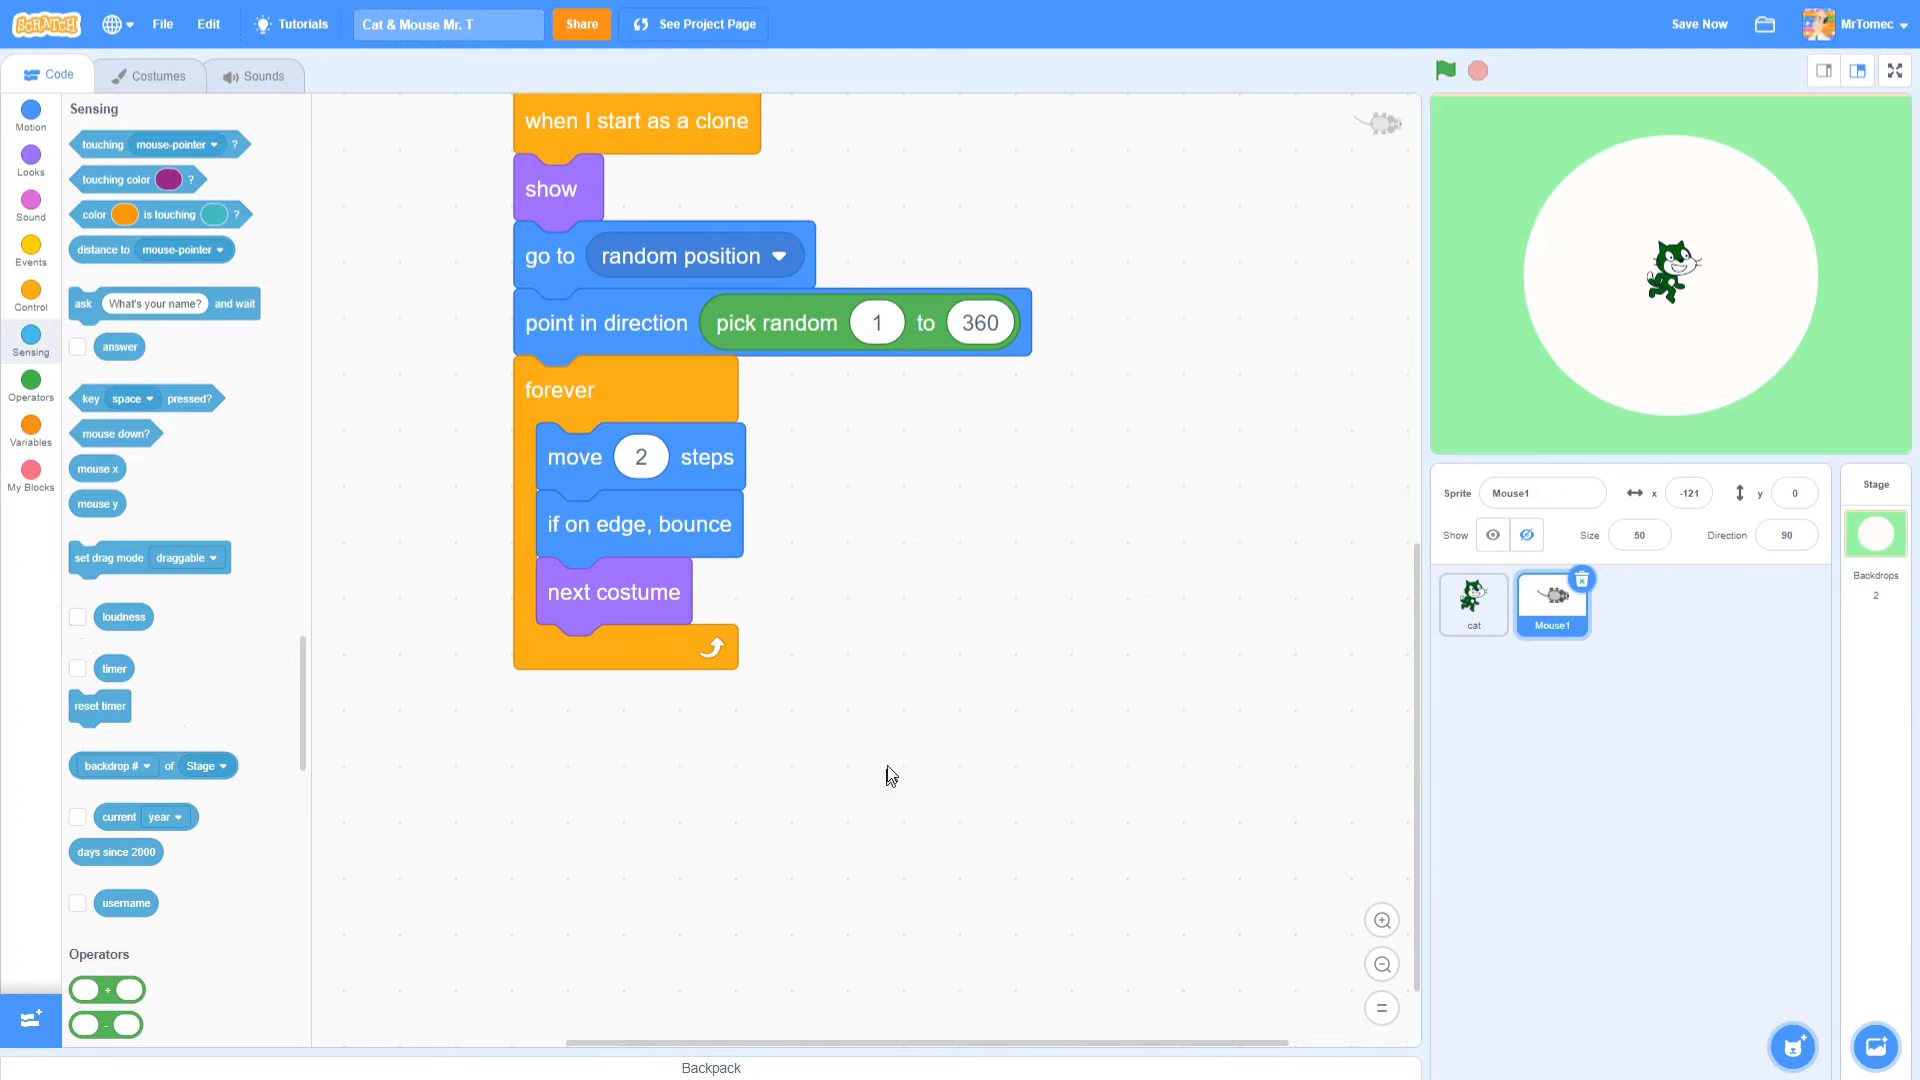 SCRATCH
File
Edit
Tutorials
Cat & Mouse Mr. T
Share
See Project Page
Save Now
MrTomec
Code
Costumes
Sounds
Motion
Looks
Sound
Events
Control
Sensing
Operators
Variables
My Blocks
Sensing
touching mouse-pointer ?
touching color ?
color is touching ?
distance to mouse-pointer
ask What's your name? and wait
answer
key space pressed?
mouse down?
mouse x
mouse y
set drag mode draggable
loudness
timer
reset timer
backdrop # of Stage
current year
days since 2000
username
Operators
+
-
when I start as a clone
show
go to random position
point in direction pick random 1 to 360
forever
move 2 steps
if on edge, bounce
next costume
Backpack
Sprite Mouse1 x -121 y 0
Show Size 50 Direction 90
cat
Mouse1
Stage
Backdrops
2